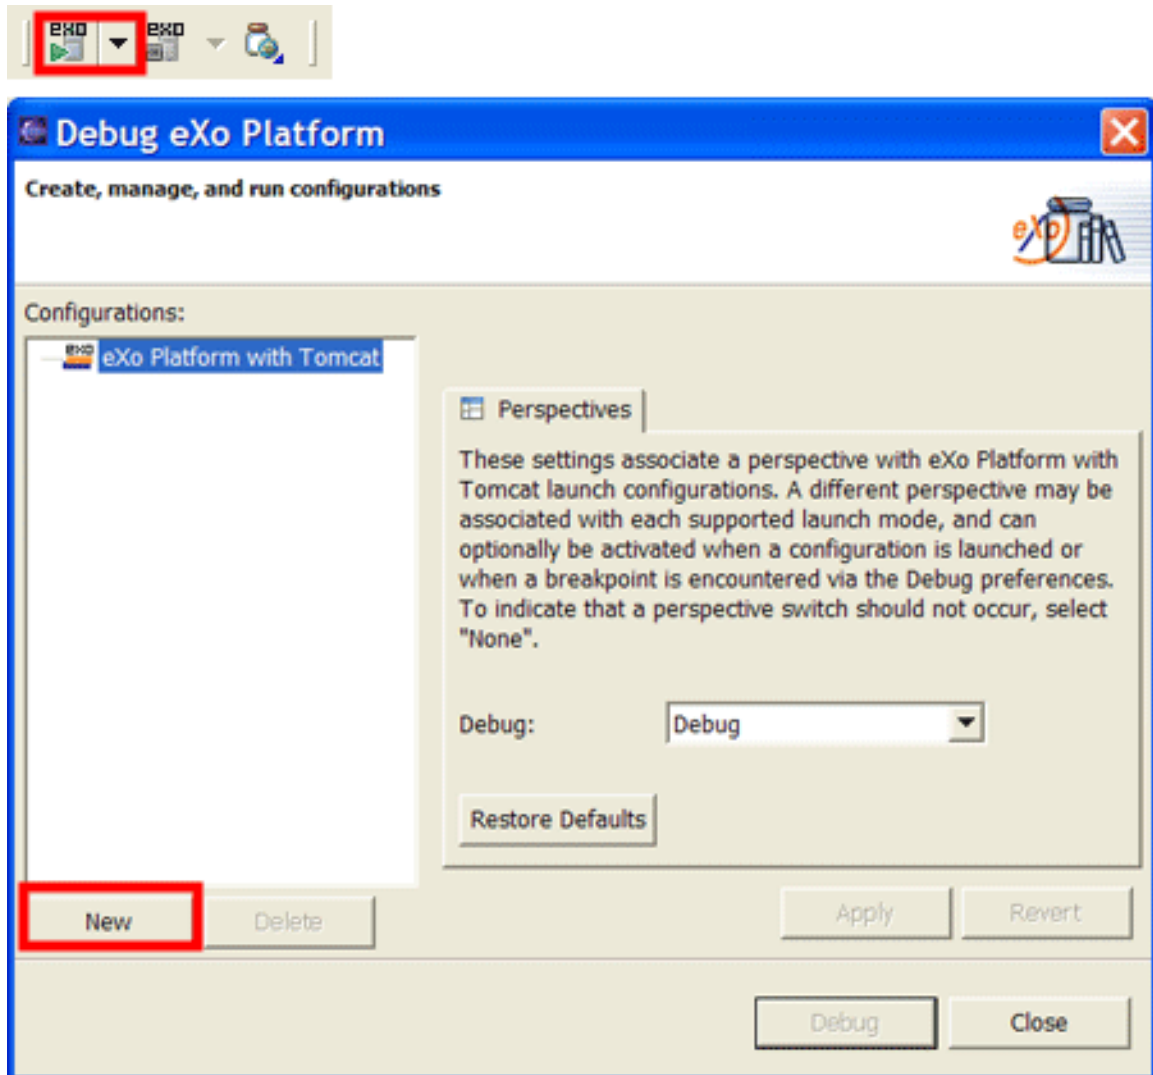 exo
exo
Debug eXo Platform
Create, manage, and run configurations
eXo
Configurations:
exo eXo Platform with Tomcat
Perspectives
These settings associate a perspective with eXo Platform with
Tomcat launch configurations. A different perspective may be
associated with each supported launch mode, and can
optionally be activated when a configuration is launched or
when a breakpoint is encountered via the Debug preferences.
To indicate that a perspective switch should not occur, select
"None".
Debug: Debug
Restore Defaults
New Delete Apply Revert
Debug Close